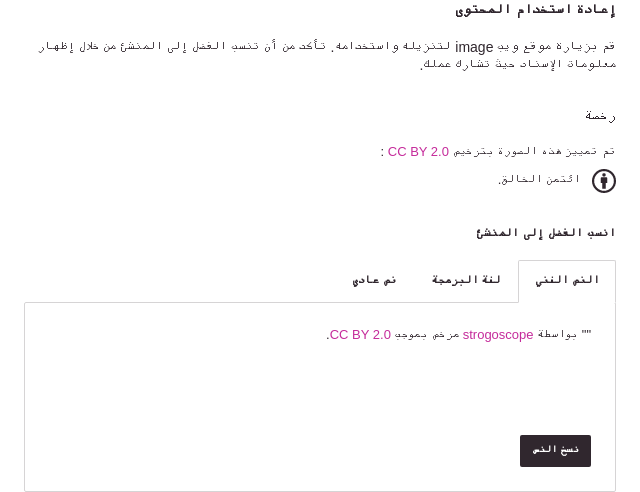 إعادة استخدام المحتوى
قم بزيارة موقع ويب image لتنزيله واستخدامه. تأكد من أن تنسب الفضل إلى المنشئ من خلال إظهار
معلومات الإسناد حيث تشارك عملك.
رخصة
تم تمييز هذه الصورة بترخيص CC BY 2.0 :
ائتمن الخالق.
انسب الفضل إلى المنشئ
النص الغني
لغة البرمجة
نص عادي
"" بواسطة strogoscope مرخص بموجب CC BY 2.0.
نسخ النص